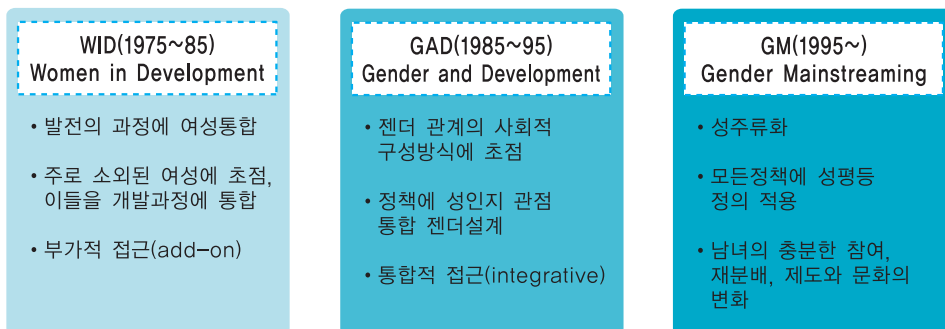 WID(1975~85)
Women in Development
• 발전의 과정에 여성통합
• 주로 소외된 여성에 초점,
이들을 개발과정에 통합
• 부가적 접근(add-on)
GAD(1985~95)
Gender and Development
• 젠더 관계의 사회적
구성방식에 초점
• 정책에 성인지 관점
통합 젠더설계
• 통합적 접근(integrative)
GM(1995~)
Gender Mainstreaming
• 성주류화
• 모든정책에 성평등
정의 적용
• 남녀의 충분한 참여,
재분배, 제도와 문화의
변화